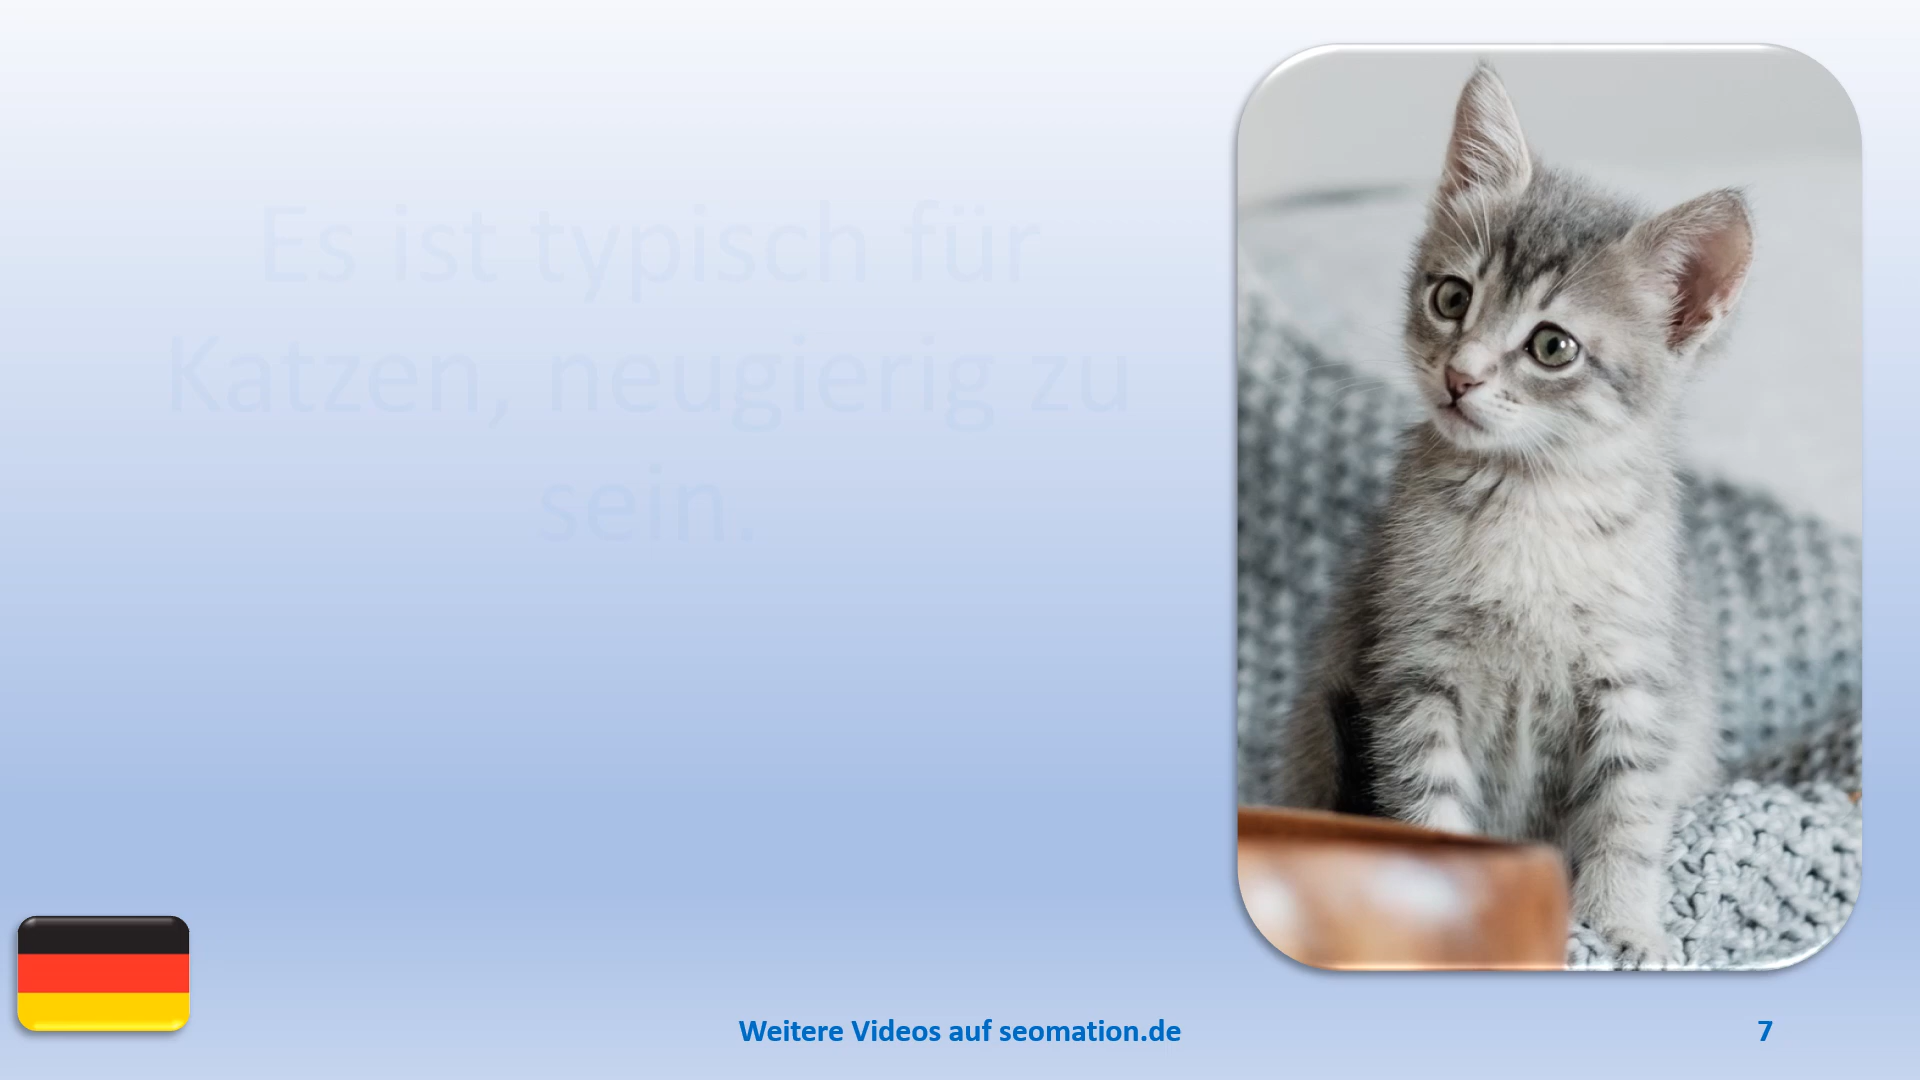 Es ist typisch für
Katzen, neugierig zu
sein.
Weitere Videos auf seomation.de
7